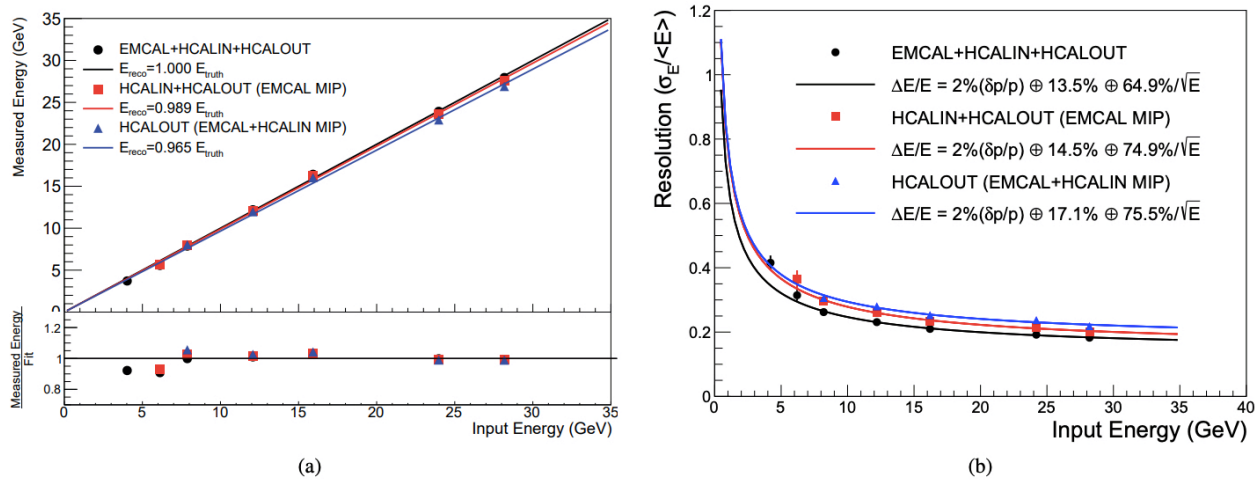 35
30
25
20
15
10
5
0
Measured Energy (GeV)
EMCAL+HCALIN+HCALOUT
E_reco=1.000 E_truth
HCALIN+HCALOUT (EMCAL MIP)
E_reco=0.989 E_truth
HCALOUT (EMCAL+HCALIN MIP)
E_reco=0.965 E_truth
1.2
1
0.8
Measured Energy
Fit
0 5 10 15 20 25 30 35
Input Energy (GeV)
(a)
1.2
1
0.8
0.6
0.4
0.2
0
Resolution (σ_E/<E>)
EMCAL+HCALIN+HCALOUT
ΔE/E = 2%(δp/p) ⊕ 13.5% ⊕ 64.9%/√E
HCALIN+HCALOUT (EMCAL MIP)
ΔE/E = 2%(δp/p) ⊕ 14.5% ⊕ 74.9%/√E
HCALOUT (EMCAL+HCALIN MIP)
ΔE/E = 2%(δp/p) ⊕ 17.1% ⊕ 75.5%/√E
0 5 10 15 20 25 30 35 40
Input Energy (GeV)
(b)